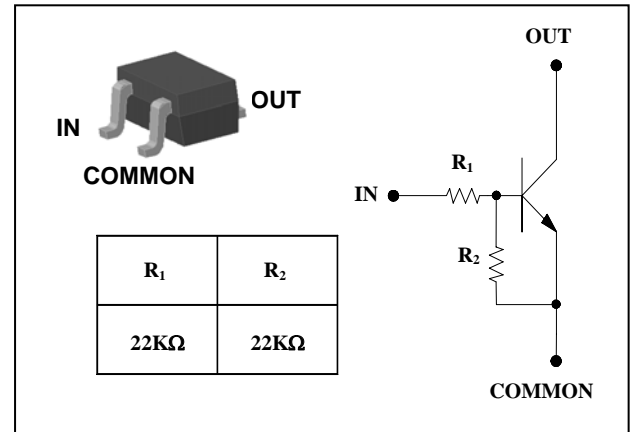 IN
OUT
COMMON
R₁ R₂
22KΩ 22KΩ
OUT
R₁
IN
R₂
COMMON